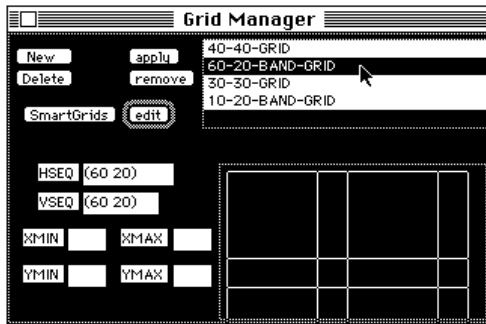 Grid Manager
New apply
Delete remove
SmartGrids edit
40-40-GRID
60-20-BAND-GRID
30-30-GRID
10-20-BAND-GRID
HSEQ (60 20)
VSEQ (60 20)
XMIN XMAX
YMIN YMAX